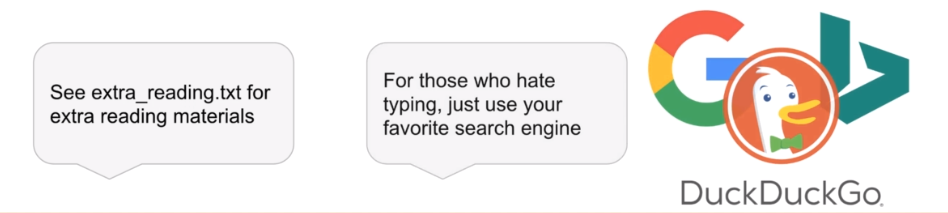 See extra_reading.txt for
extra reading materials
For those who hate
typing, just use your
favorite search engine
DuckDuckGo.